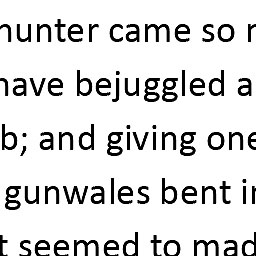 hunter came so
have bejuggled a
b; and giving one
gunwales bent in
t seemed to mad